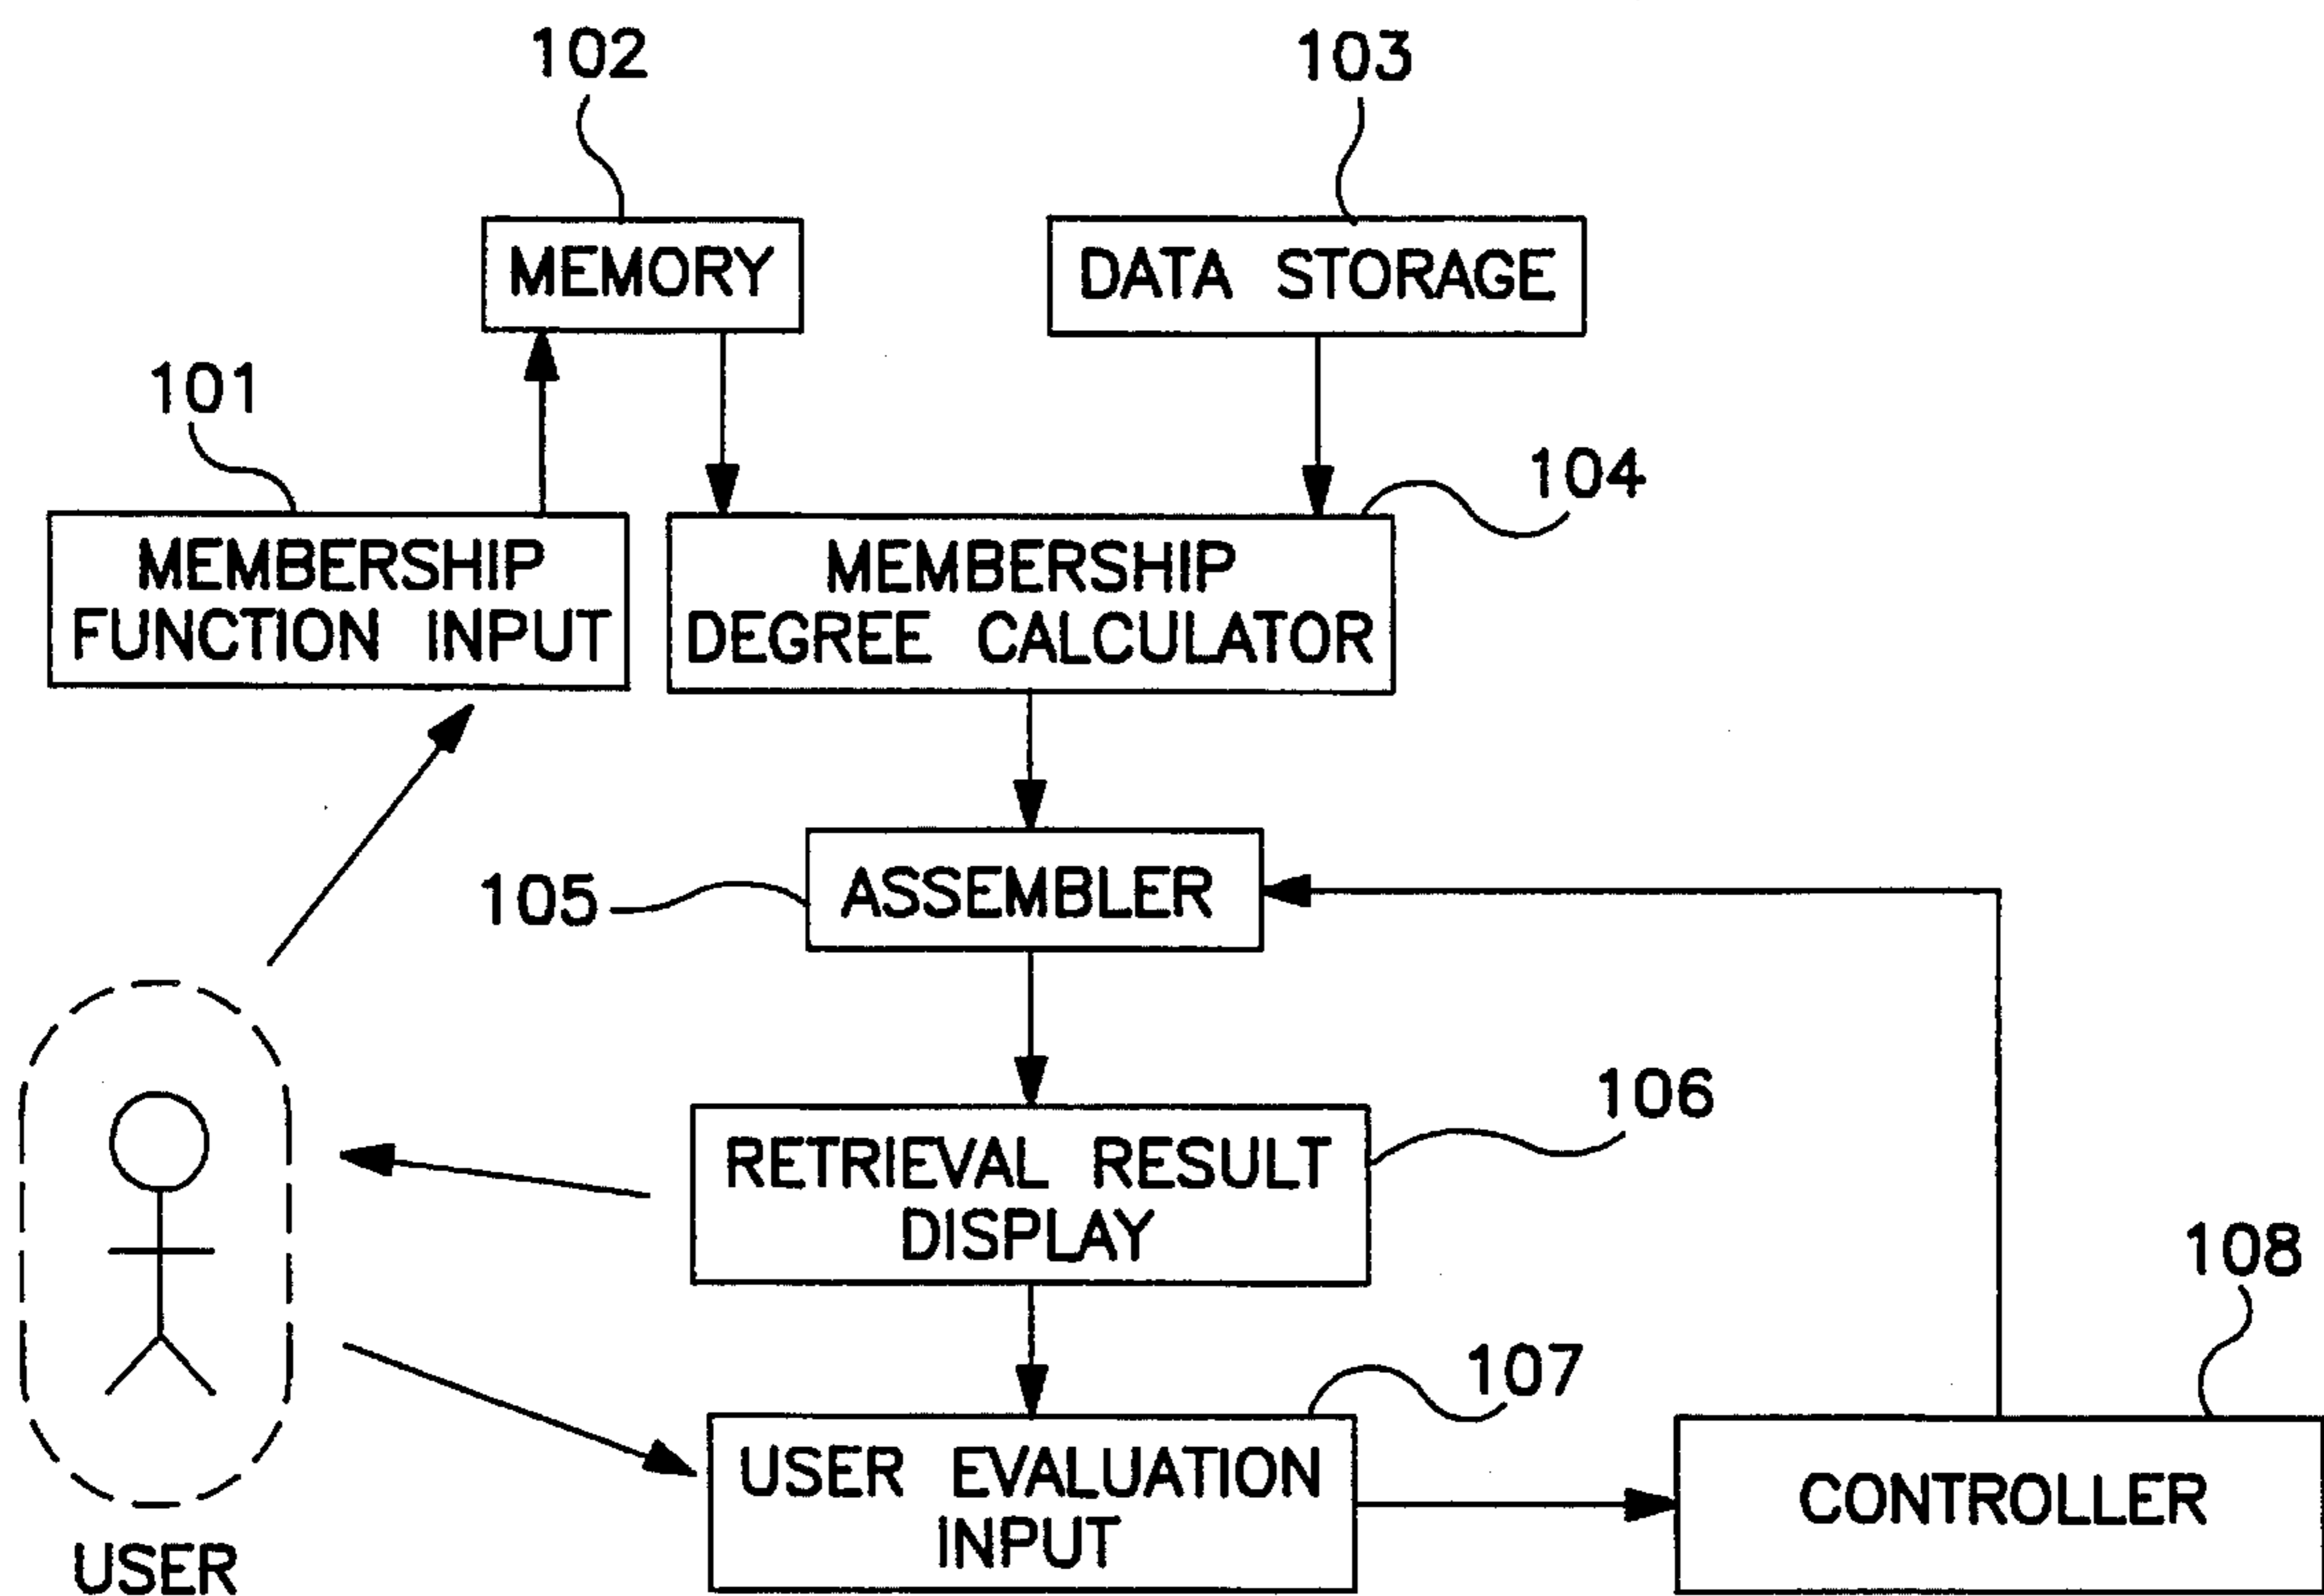 102
103
MEMORY
DATA STORAGE
101
104
MEMBERSHIP
FUNCTION INPUT
MEMBERSHIP
DEGREE CALCULATOR
105
ASSEMBLER
106
RETRIEVAL RESULT
DISPLAY
108
107
USER EVALUATION
INPUT
CONTROLLER
USER